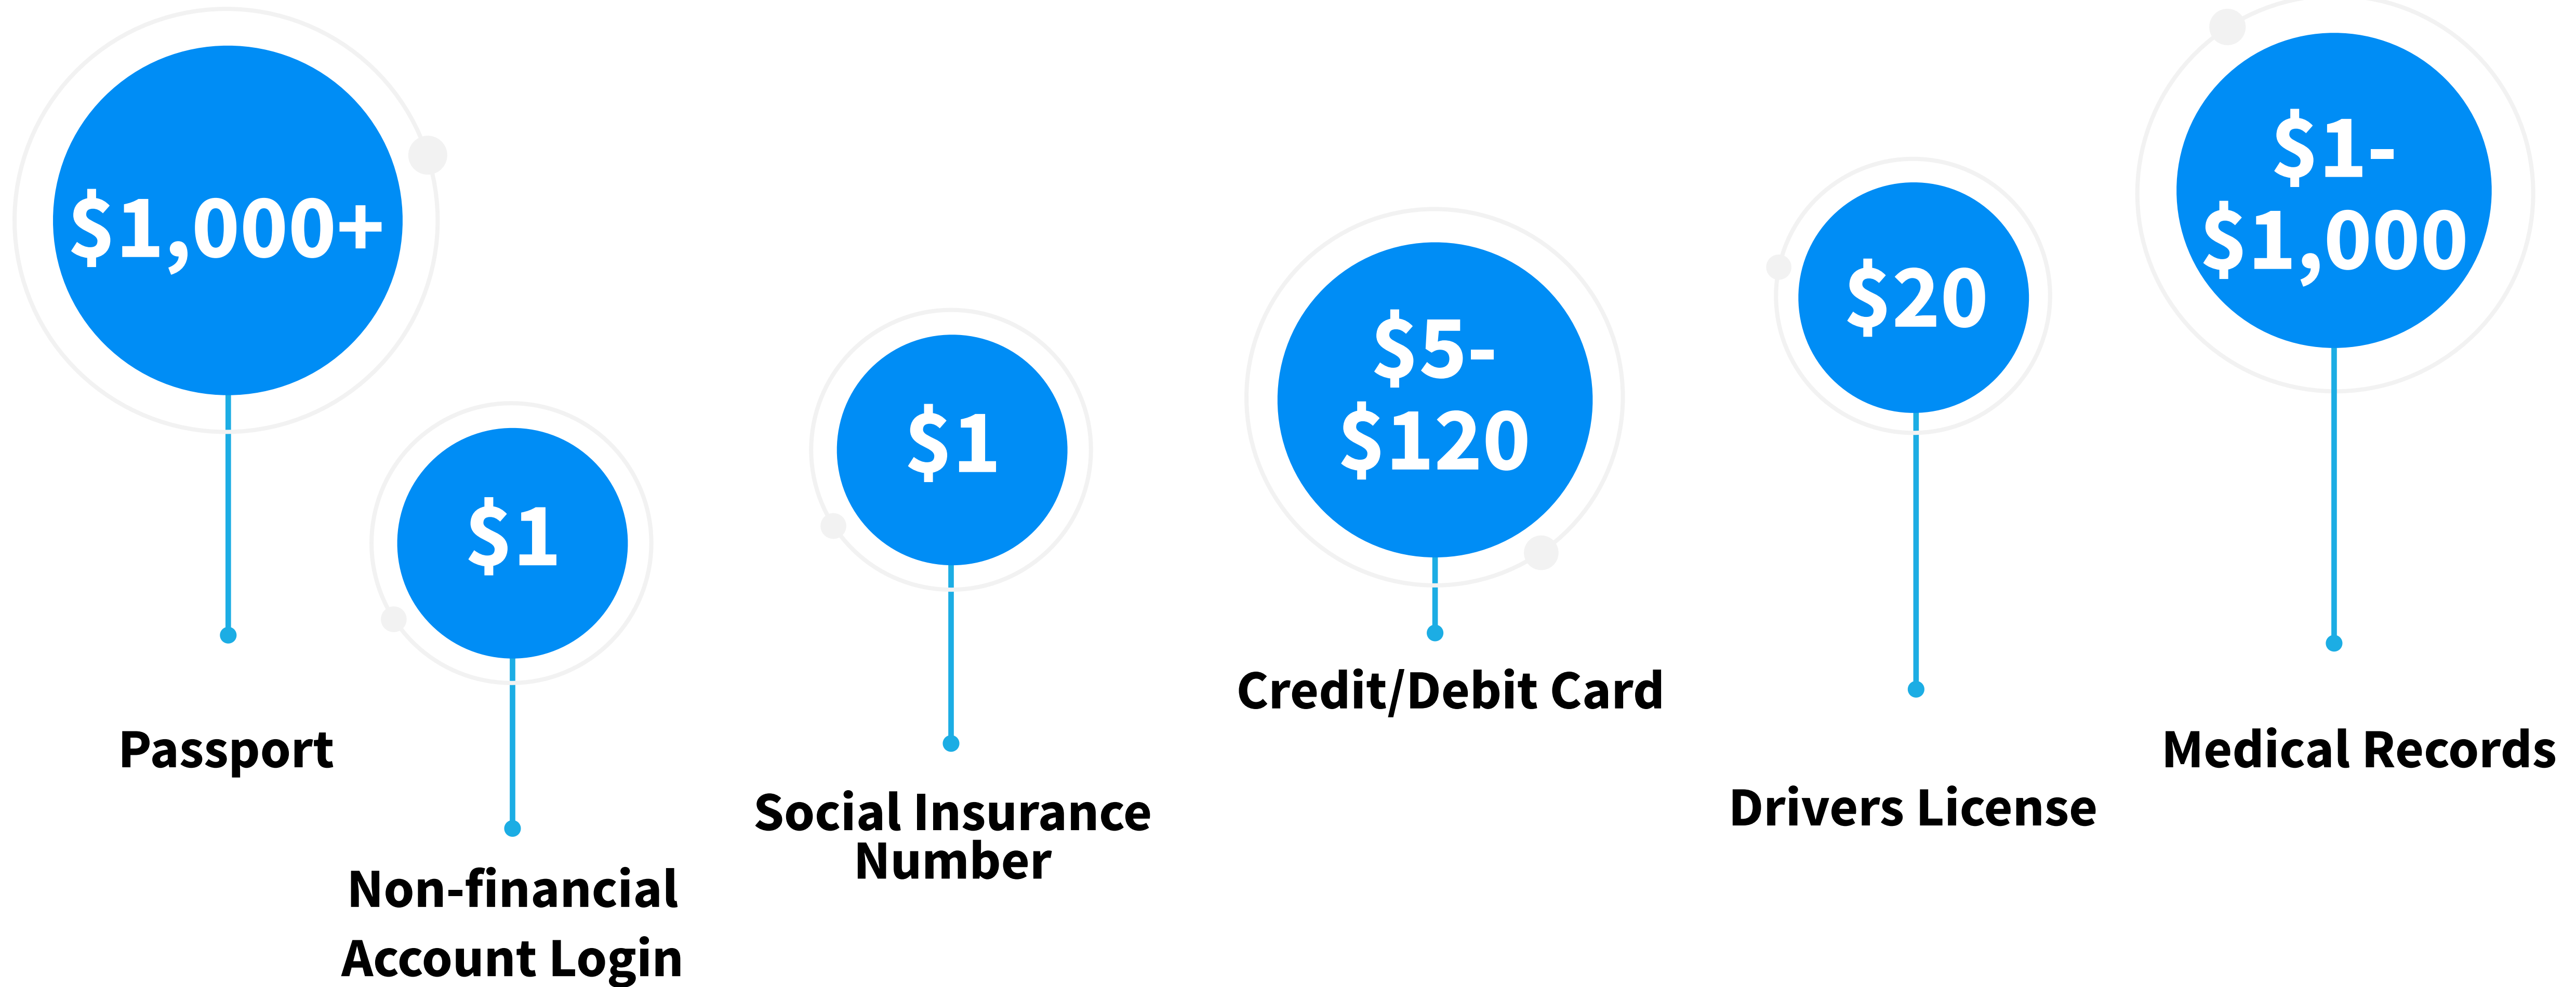 $1,000+
Passport
$1
Non-financial
Account Login
$1
Social Insurance
Number
$5-
$120
Credit/Debit Card
$20
Drivers License
$1-
$1,000
Medical Records